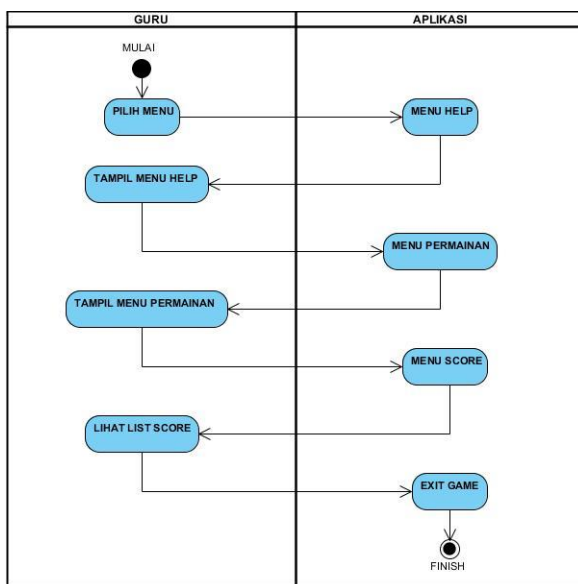 GURU
APLIKASI
MULAI
PILIH MENU
MENU HELP
TAMPIL MENU HELP
MENU PERMAINAN
TAMPIL MENU PERMAINAN
MENU SCORE
LIHAT LIST SCORE
EXIT GAME
FINISH